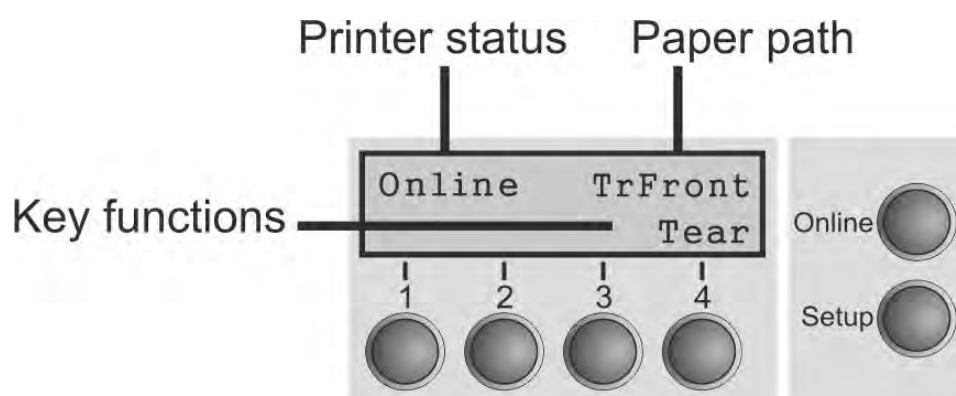 Printer status Paper path
Online TrFront
Key functions
Tear
1 2 3 4
Online
Setup